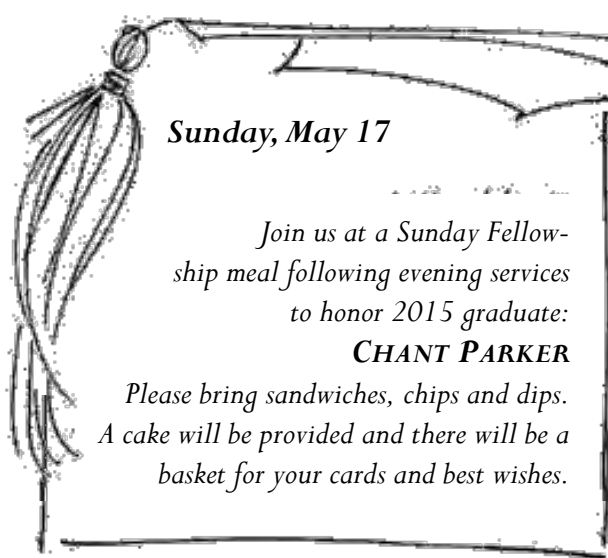 Sunday, May 17
Join us at a Sunday Fellow-
ship meal following evening services
to honor 2015 graduate:
CHANT PARKER
Please bring sandwiches, chips and dips.
A cake will be provided and there will be a
basket for your cards and best wishes.